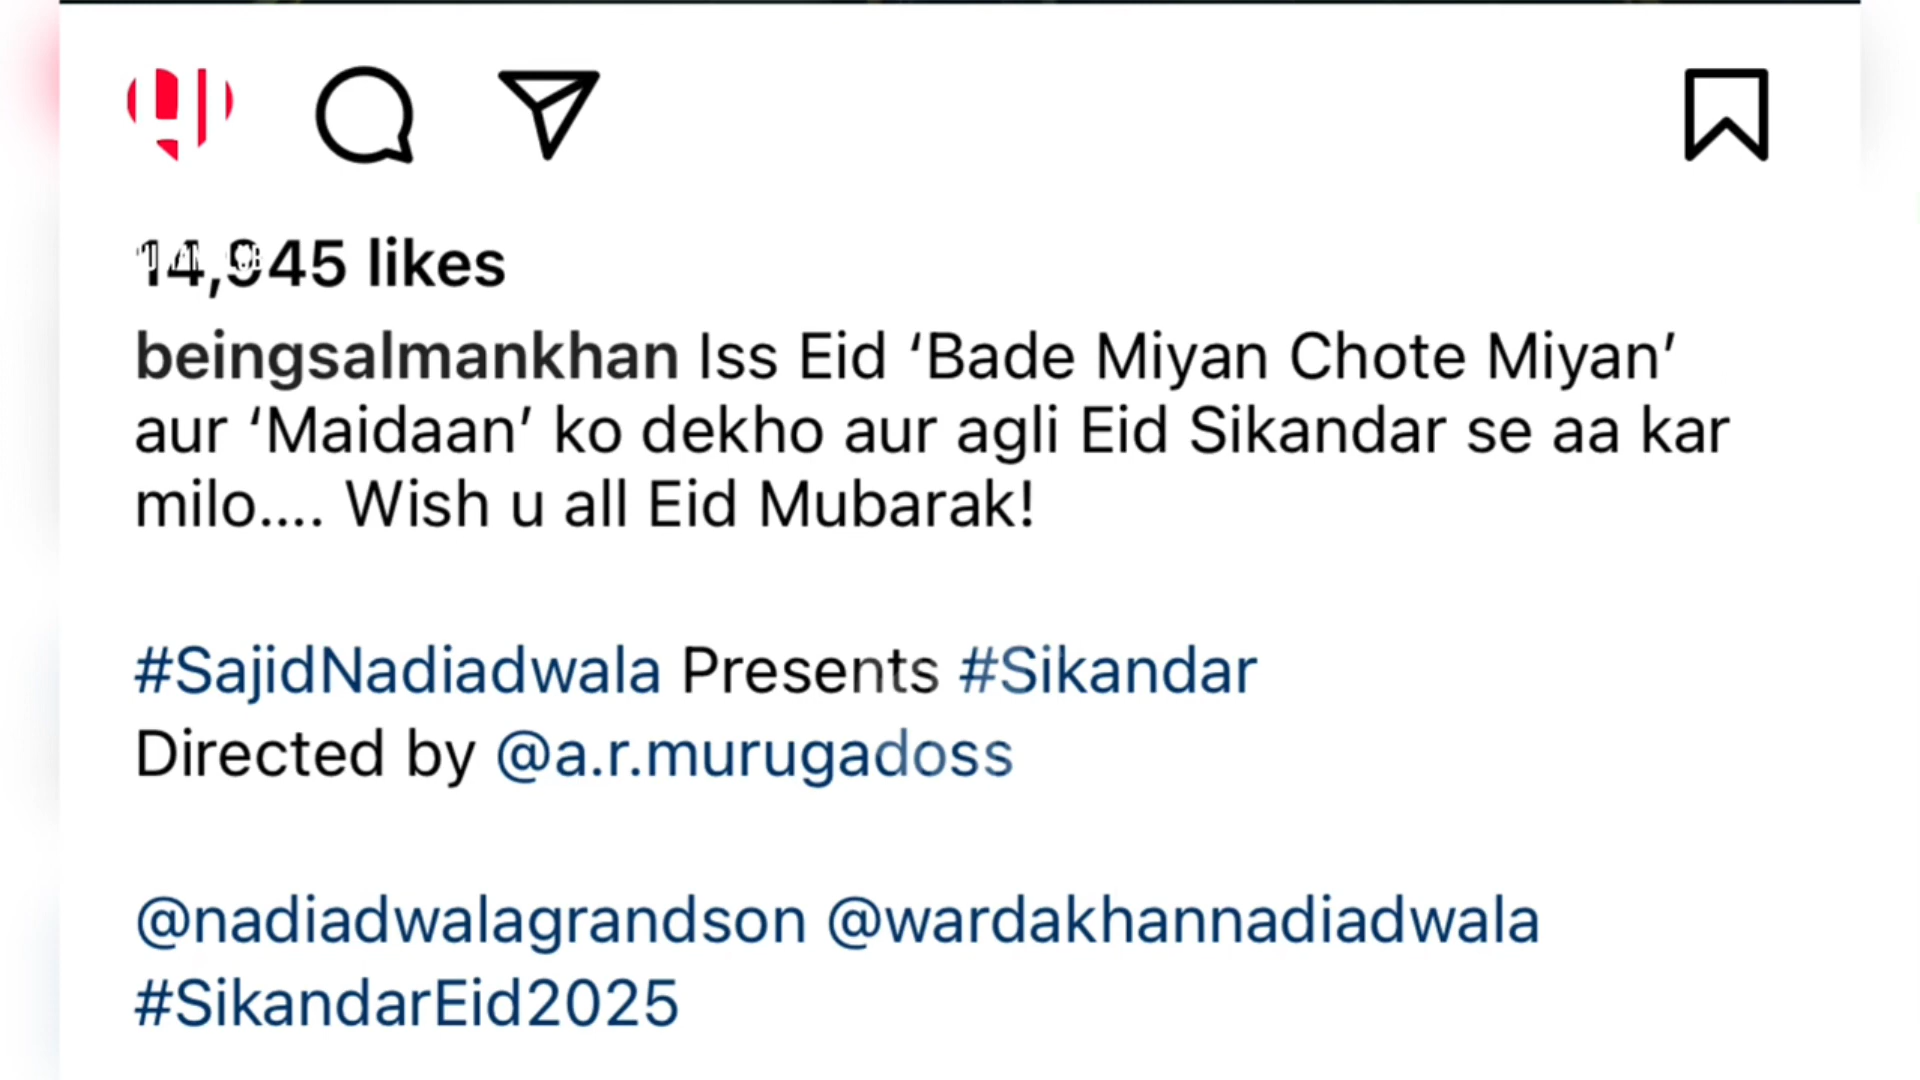 14,945 likes
beingsalmankhan Iss Eid ‘Bade Miyan Chote Miyan’
aur ‘Maidaan’ ko dekho aur agli Eid Sikandar se aa kar
milo.... Wish u all Eid Mubarak!
#SajidNadiadwala Presents #Sikandar
Directed by @a.r.murugadoss
@nadiadwalagrandson @wardakhannadiadwala
#SikandarEid2025